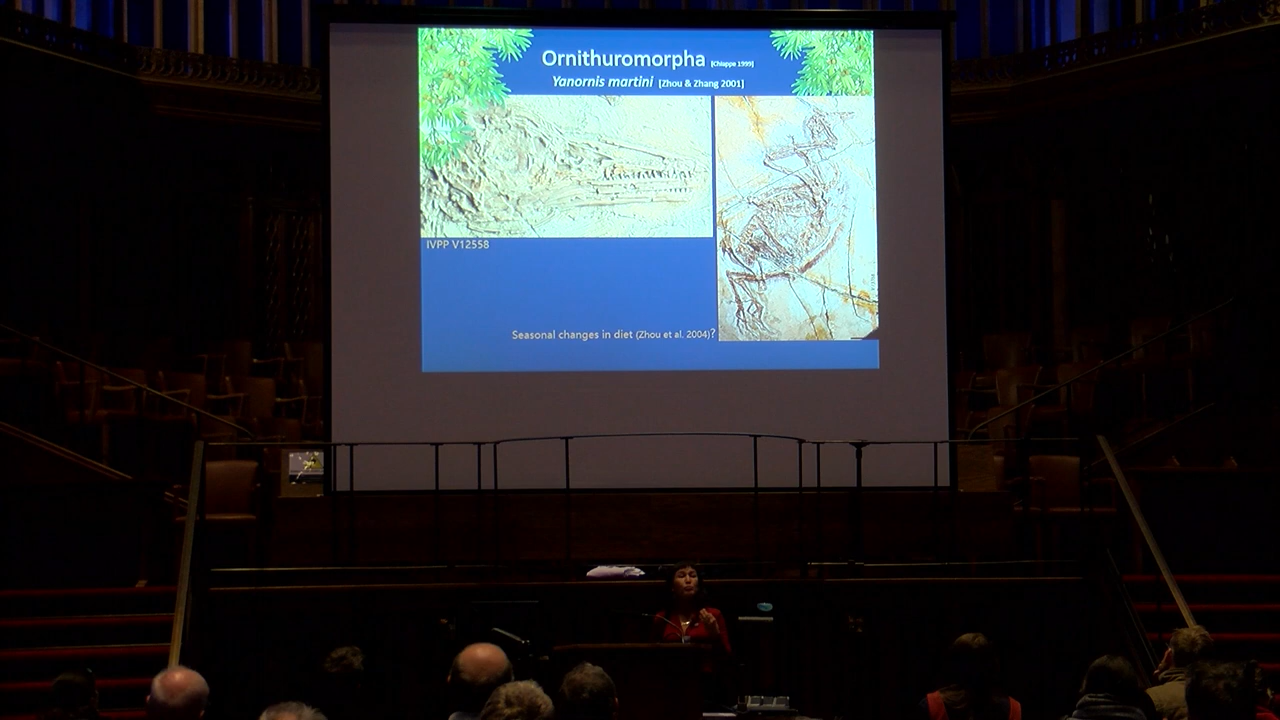 Ornithuromorpha [Chiappe 1999]
Yanornis martini [Zhou & Zhang 2001]
IVPP V12558
Seasonal changes in diet (Zhou et al. 2004)?